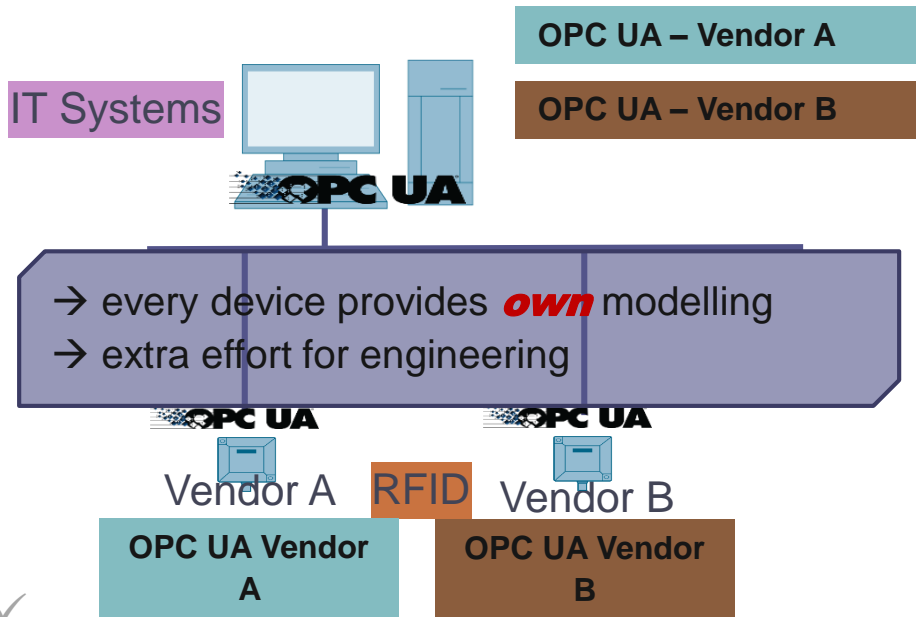 OPC UA – Vendor A
IT Systems
OPC UA – Vendor B
OPC UA
→ every device provides own modelling
→ extra effort for engineering
OPC UA
OPC UA
Vendor A
RFID
Vendor B
OPC UA Vendor
A
OPC UA Vendor
B